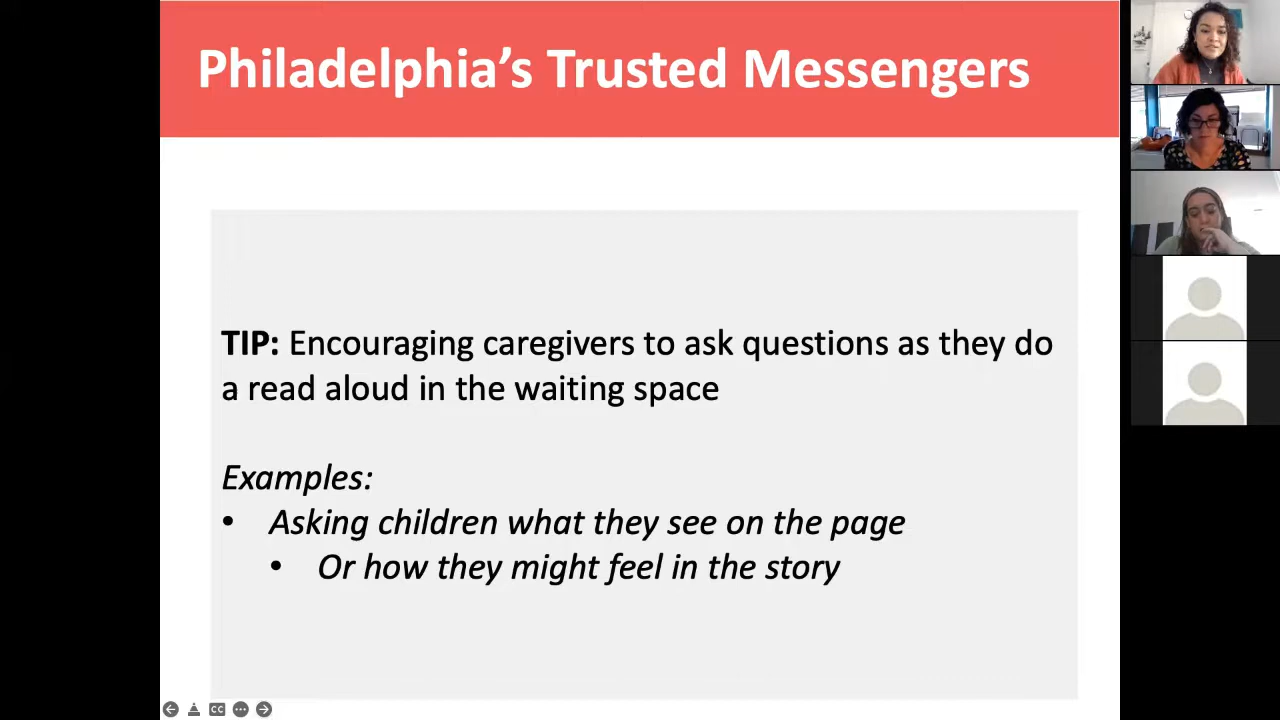 Philadelphia’s Trusted Messengers
TIP: Encouraging caregivers to ask questions as they do
a read aloud in the waiting space
Examples:
• Asking children what they see on the page
• Or how they might feel in the story
CC